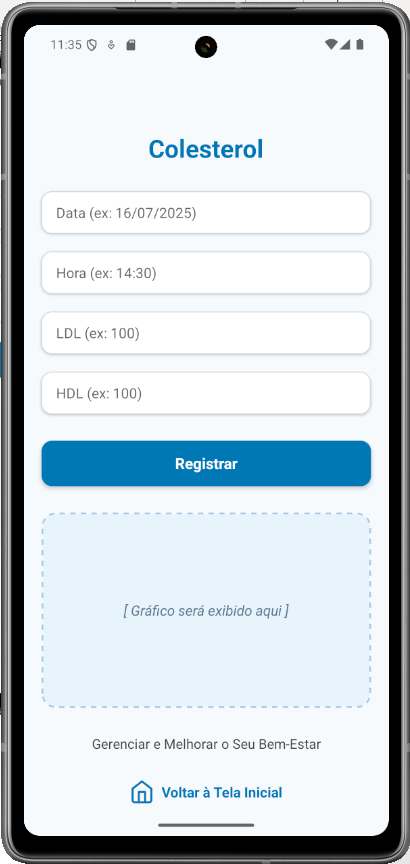 11:35
Colesterol
Data (ex: 16/07/2025)
Hora (ex: 14:30)
LDL (ex: 100)
HDL (ex: 100)
Registrar
[ Gráfico será exibido aqui ]
Gerenciar e Melhorar o Seu Bem-Estar
Voltar à Tela Inicial